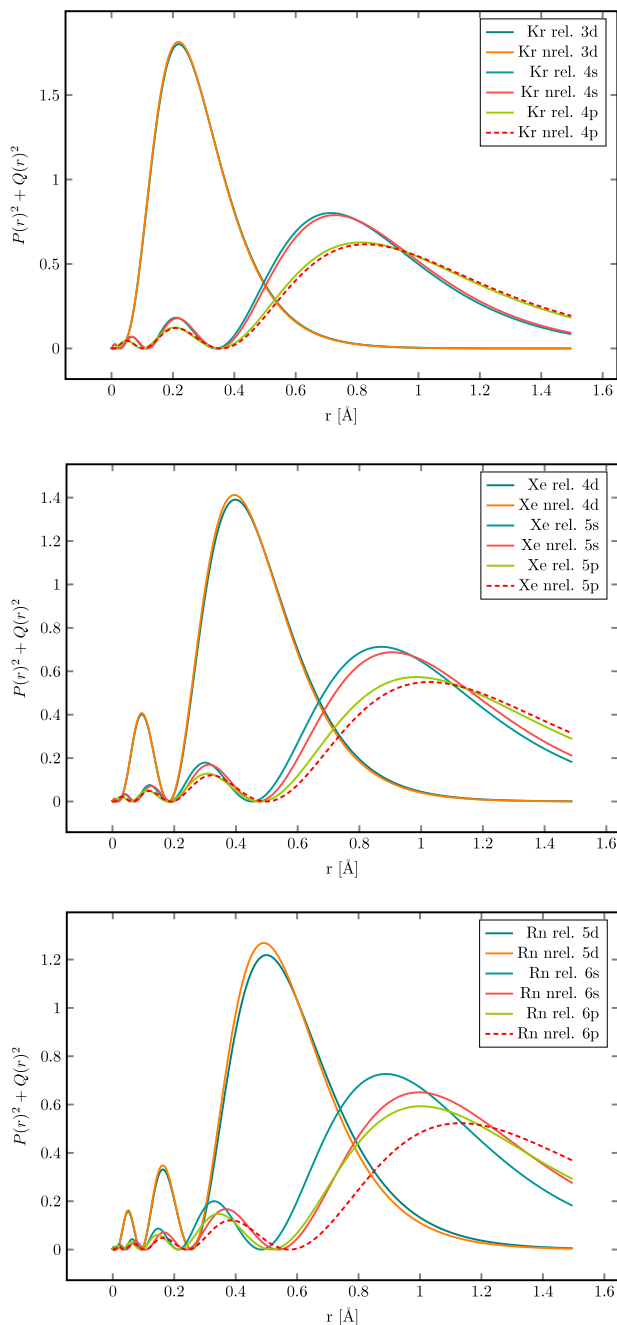 Kr rel. 3d
Kr nrel. 3d
Kr rel. 4s
Kr nrel. 4s
Kr rel. 4p
Kr nrel. 4p
P(r)² + Q(r)²
1.5
1
0.5
0
0 0.2 0.4 0.6 0.8 1 1.2 1.4 1.6
r [Å]
Xe rel. 4d
Xe nrel. 4d
Xe rel. 5s
Xe nrel. 5s
Xe rel. 5p
Xe nrel. 5p
P(r)² + Q(r)²
1.4
1.2
1
0.8
0.6
0.4
0.2
0
0 0.2 0.4 0.6 0.8 1 1.2 1.4 1.6
r [Å]
Rn rel. 5d
Rn nrel. 5d
Rn rel. 6s
Rn nrel. 6s
Rn rel. 6p
Rn nrel. 6p
P(r)² + Q(r)²
1.2
1
0.8
0.6
0.4
0.2
0
0 0.2 0.4 0.6 0.8 1 1.2 1.4 1.6
r [Å]